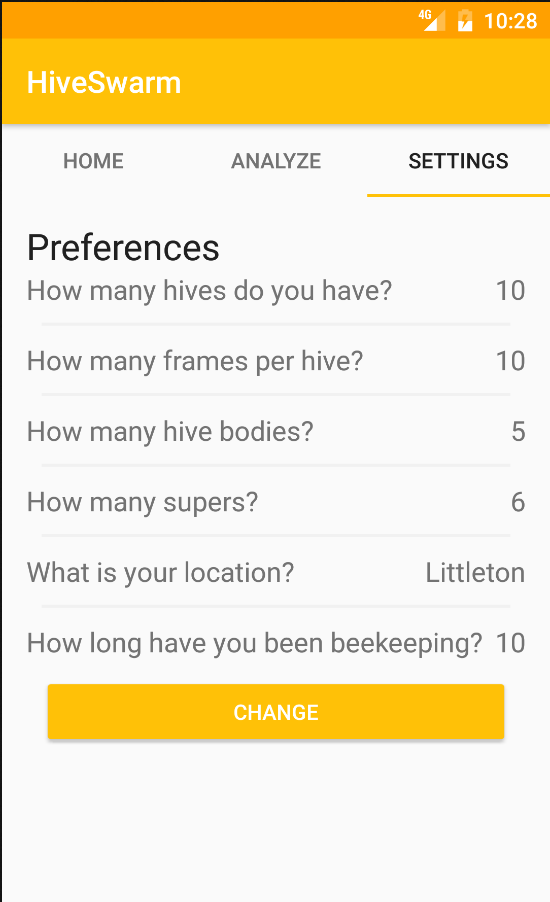 4G 10:28
HiveSwarm
HOME ANALYZE SETTINGS
Preferences
How many hives do you have? 10
How many frames per hive? 10
How many hive bodies? 5
How many supers? 6
What is your location? Littleton
How long have you been beekeeping? 10
CHANGE